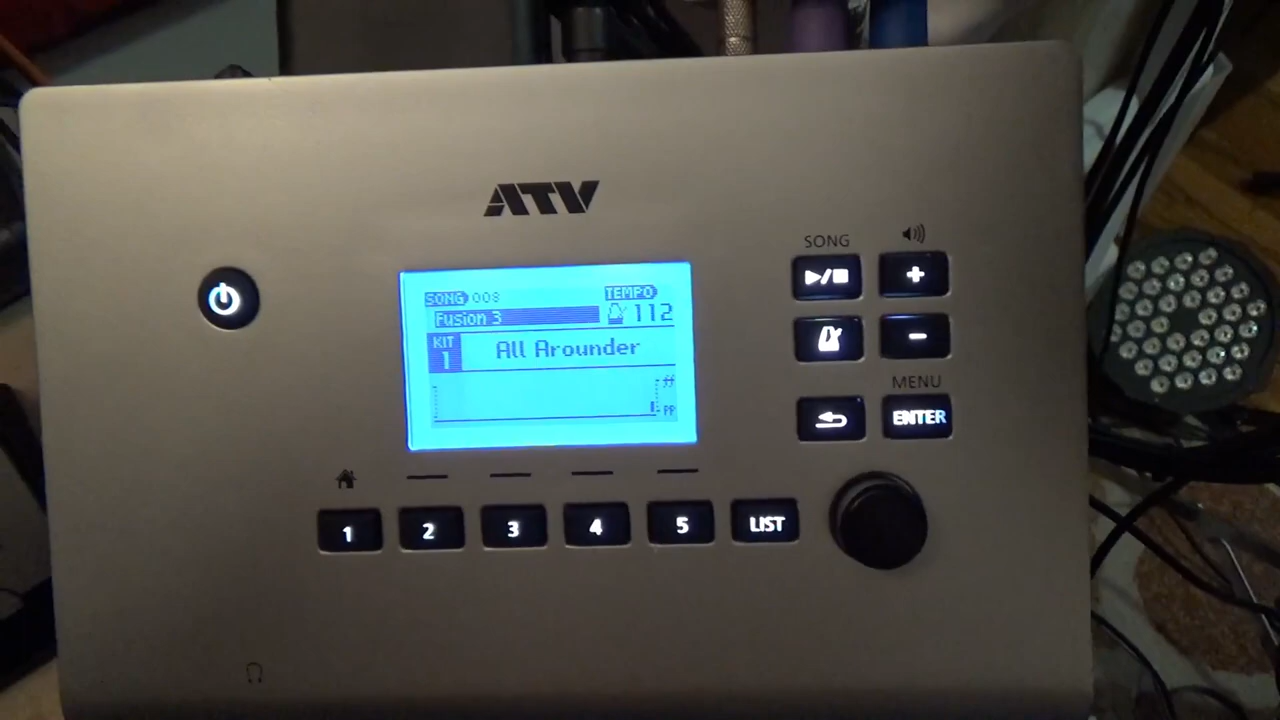 ATV
SONG
SONG 008
TEMPO
Fusion 3
112
KIT
1
All Arounder
ff
PP
MENU
ENTER
1
2
3
4
5
LIST